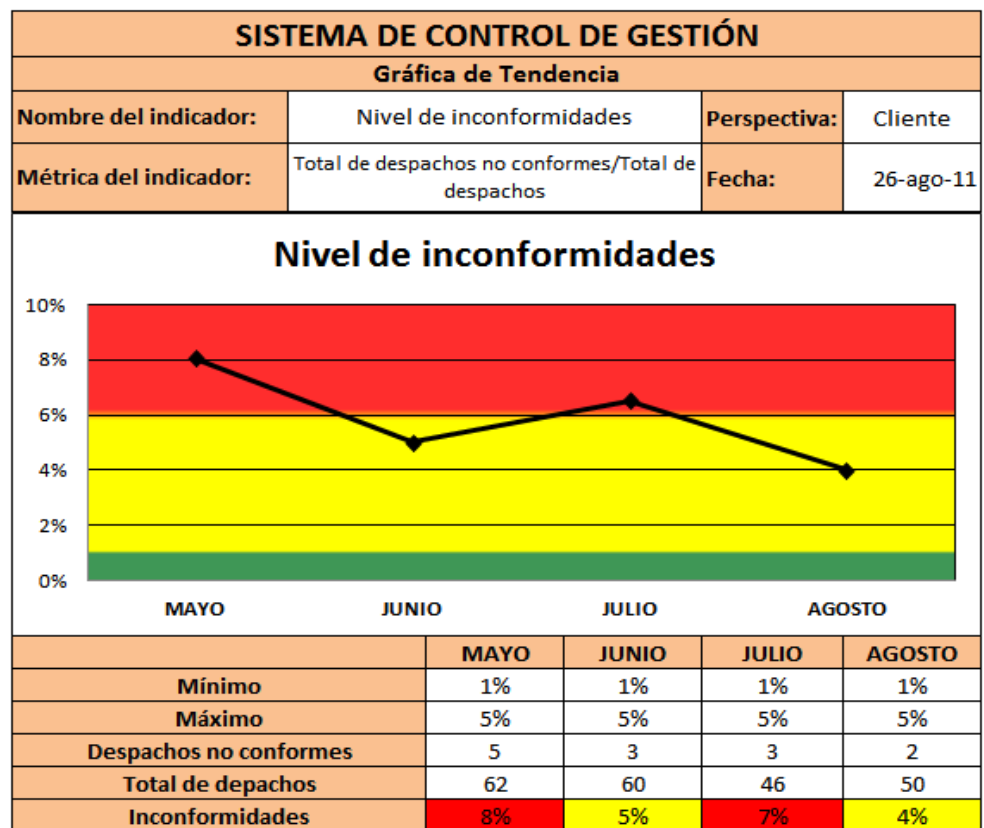 SISTEMA DE CONTROL DE GESTIÓN
Gráfica de Tendencia
Nombre del indicador: Nivel de inconformidades Perspectiva: Cliente
Métrica del indicador: Total de despachos no conformes/Total de
despachos Fecha: 26-ago-11
Nivel de inconformidades
10%
8%
6%
4%
2%
0%
MAYO JUNIO JULIO AGOSTO
MAYO JUNIO JULIO AGOSTO
Mínimo 1% 1% 1% 1%
Máximo 5% 5% 5% 5%
Despachos no conformes 5 3 3 2
Total de depachos 62 60 46 50
Inconformidades 8% 5% 7% 4%